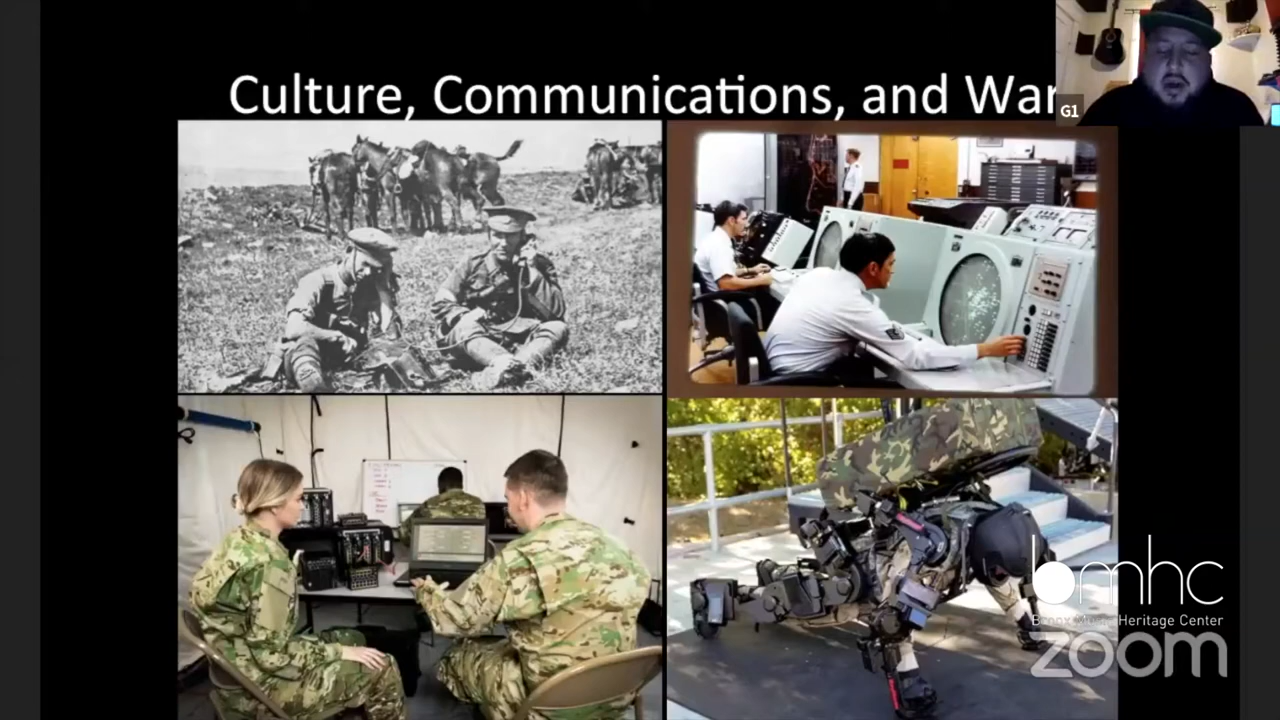 Culture, Communications, and War
G1
bmhc
Bronx Music Heritage Center
zoom